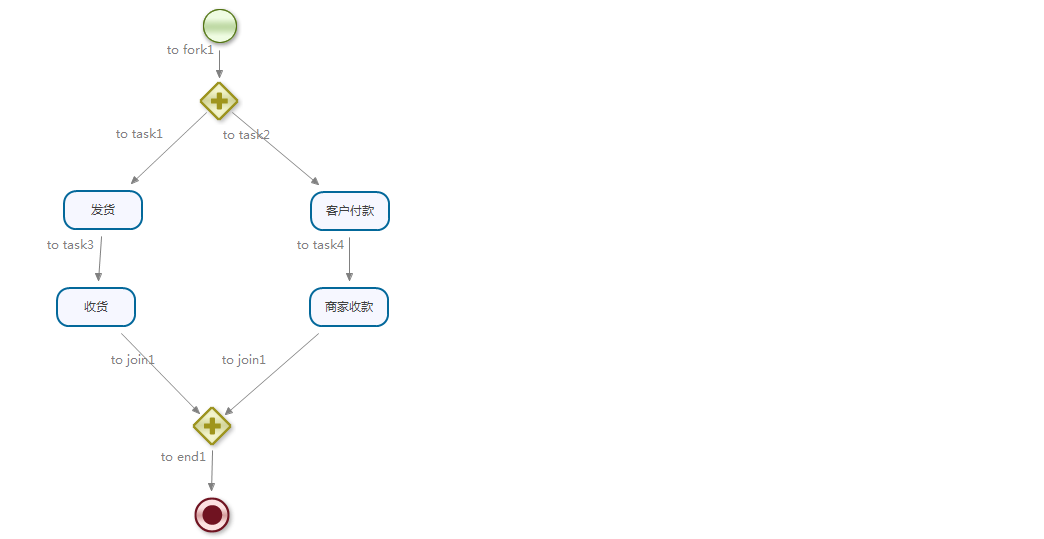 to fork1
to task1
to task2
发货
客户付款
to task3
to task4
收货
商家收款
to join1
to join1
to end1